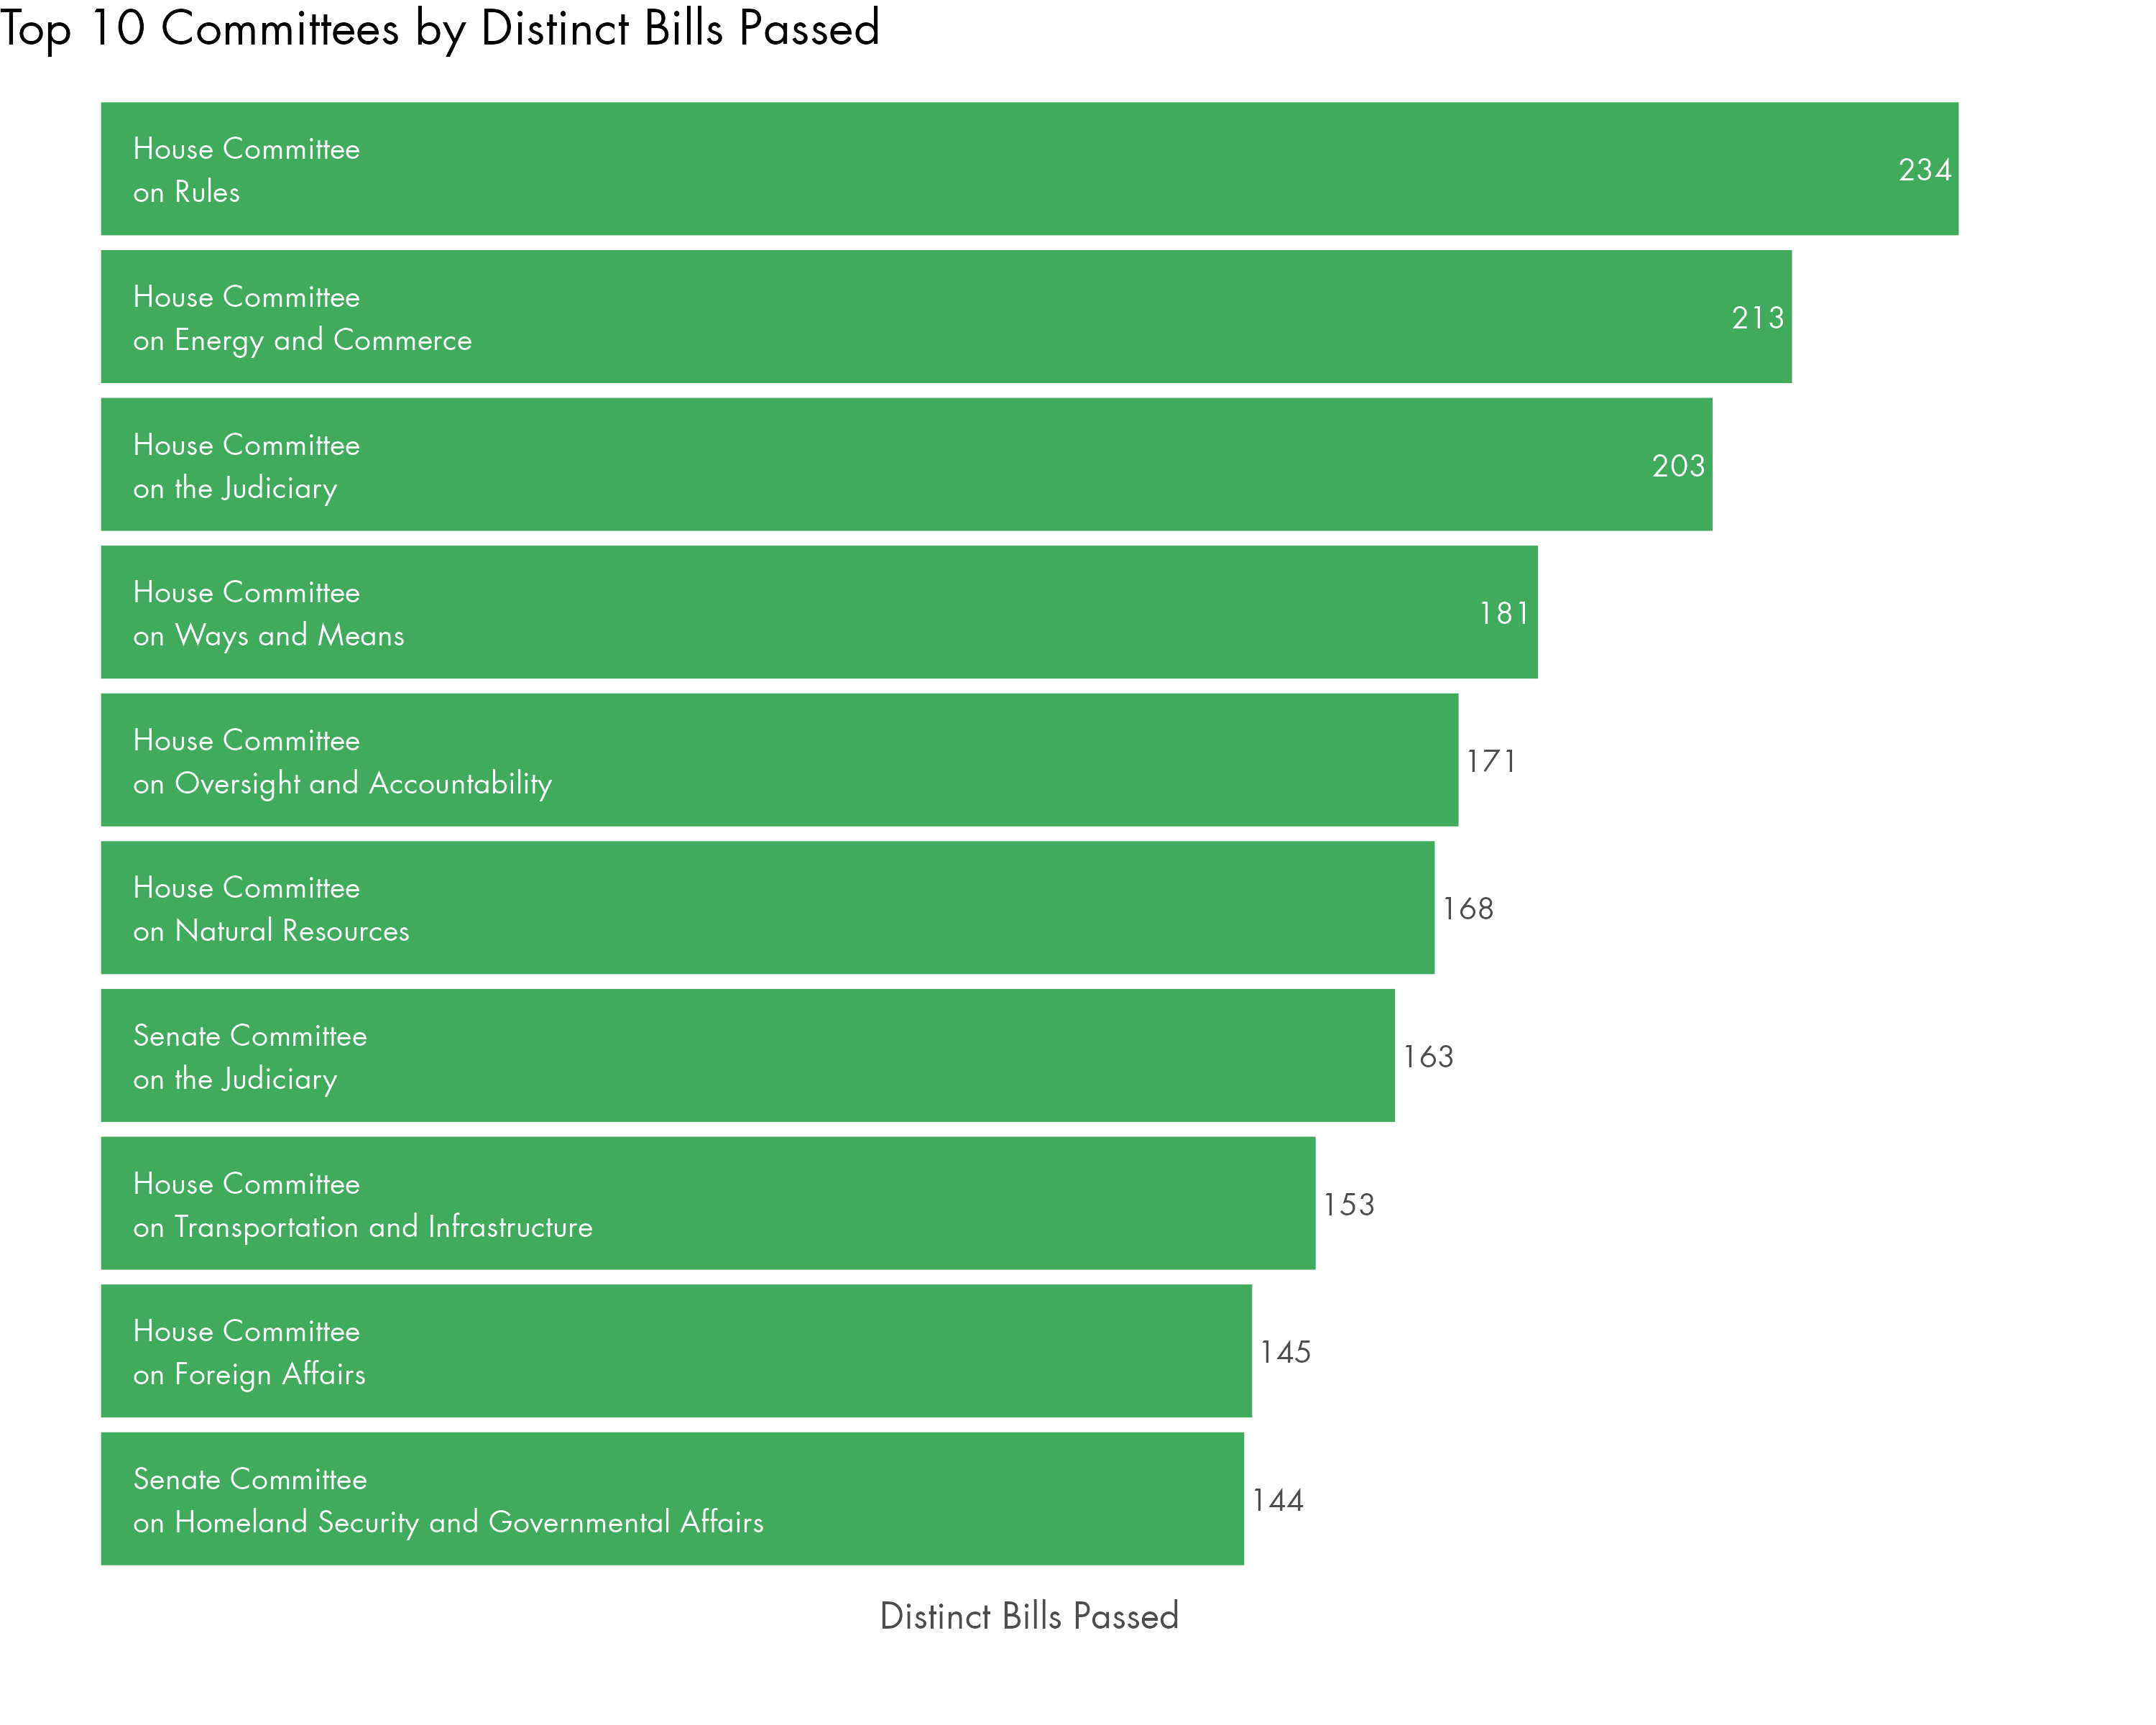 Top 10 Committees by Distinct Bills Passed
House Committee
on Rules
234
House Committee
on Energy and Commerce
213
House Committee
on the Judiciary
203
House Committee
on Ways and Means
181
House Committee
on Oversight and Accountability
171
House Committee
on Natural Resources
168
Senate Committee
on the Judiciary
163
House Committee
on Transportation and Infrastructure
153
House Committee
on Foreign Affairs
145
Senate Committee
on Homeland Security and Governmental Affairs
144
Distinct Bills Passed